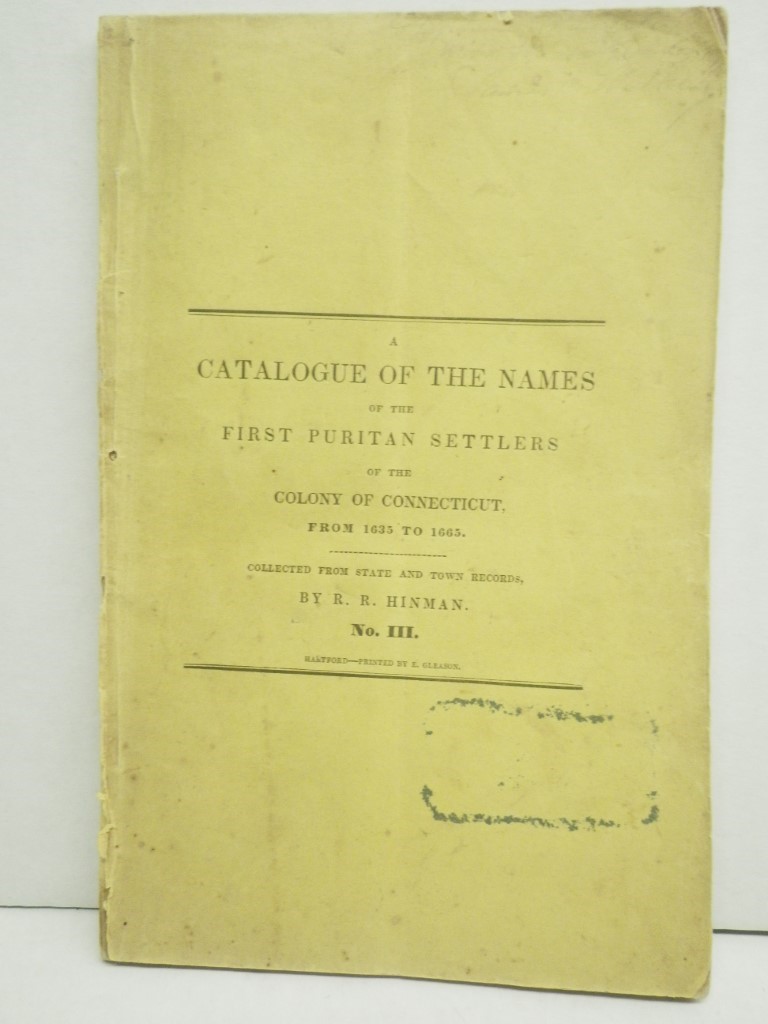 A
CATALOGUE OF THE NAMES
OF THE
FIRST PURITAN SETTLERS
OF THE
COLONY OF CONNECTICUT,
FROM 1635 TO 1665.
COLLECTED FROM STATE AND TOWN RECORDS,
BY R. R. HINMAN.
No. III.
HARTFORD—PRINTED BY E. GLEASON.